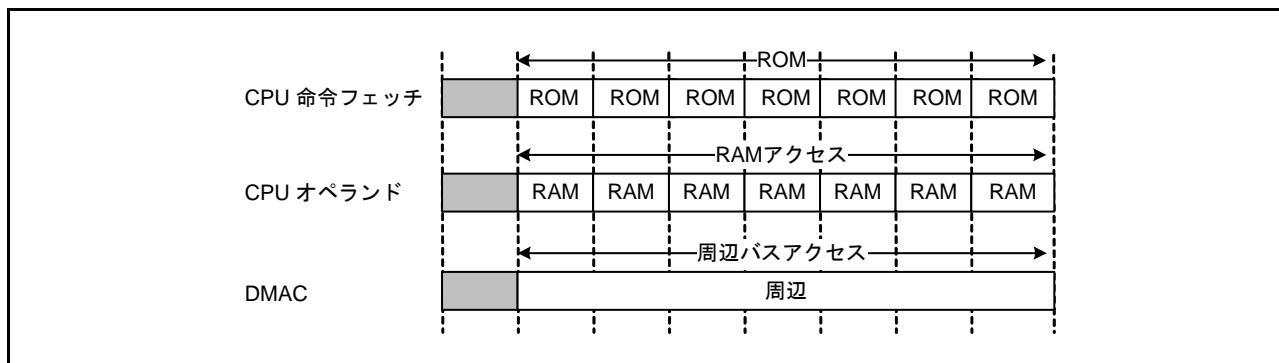 ROM
CPU 命令フェッチ ROM ROM ROM ROM ROM ROM ROM
RAMアクセス
CPU オペランド RAM RAM RAM RAM RAM RAM RAM
周辺バスアクセス
DMAC 周辺